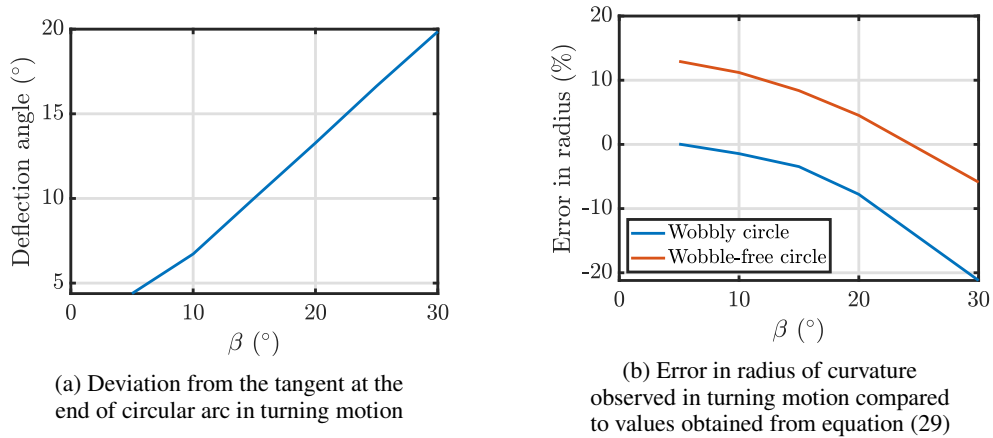 Deflection angle (°)
20
15
10
5
0
10
20
30
β (°)
(a) Deviation from the tangent at the
end of circular arc in turning motion
Error in radius (%)
20
10
0
-10
-20
Wobbly circle
Wobble-free circle
0
10
20
30
β (°)
(b) Error in radius of curvature
observed in turning motion compared
to values obtained from equation (29)